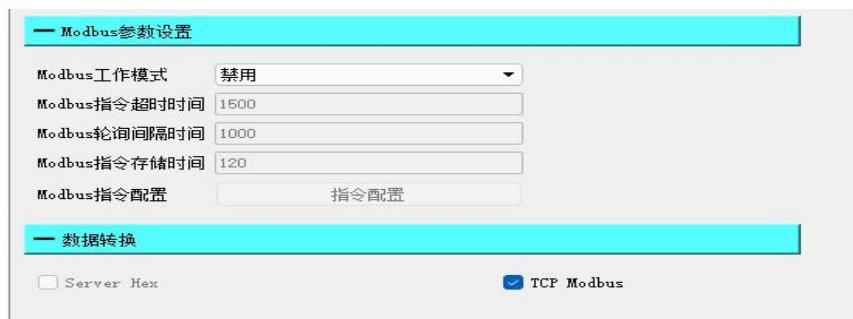 一 Modbus参数设置
Modbus工作模式 禁用
Modbus指令超时时间 1500
Modbus轮询间隔时间 1000
Modbus指令存储时间 120
Modbus指令配置 指令配置
一 数据转换
Server Hex TCP Modbus